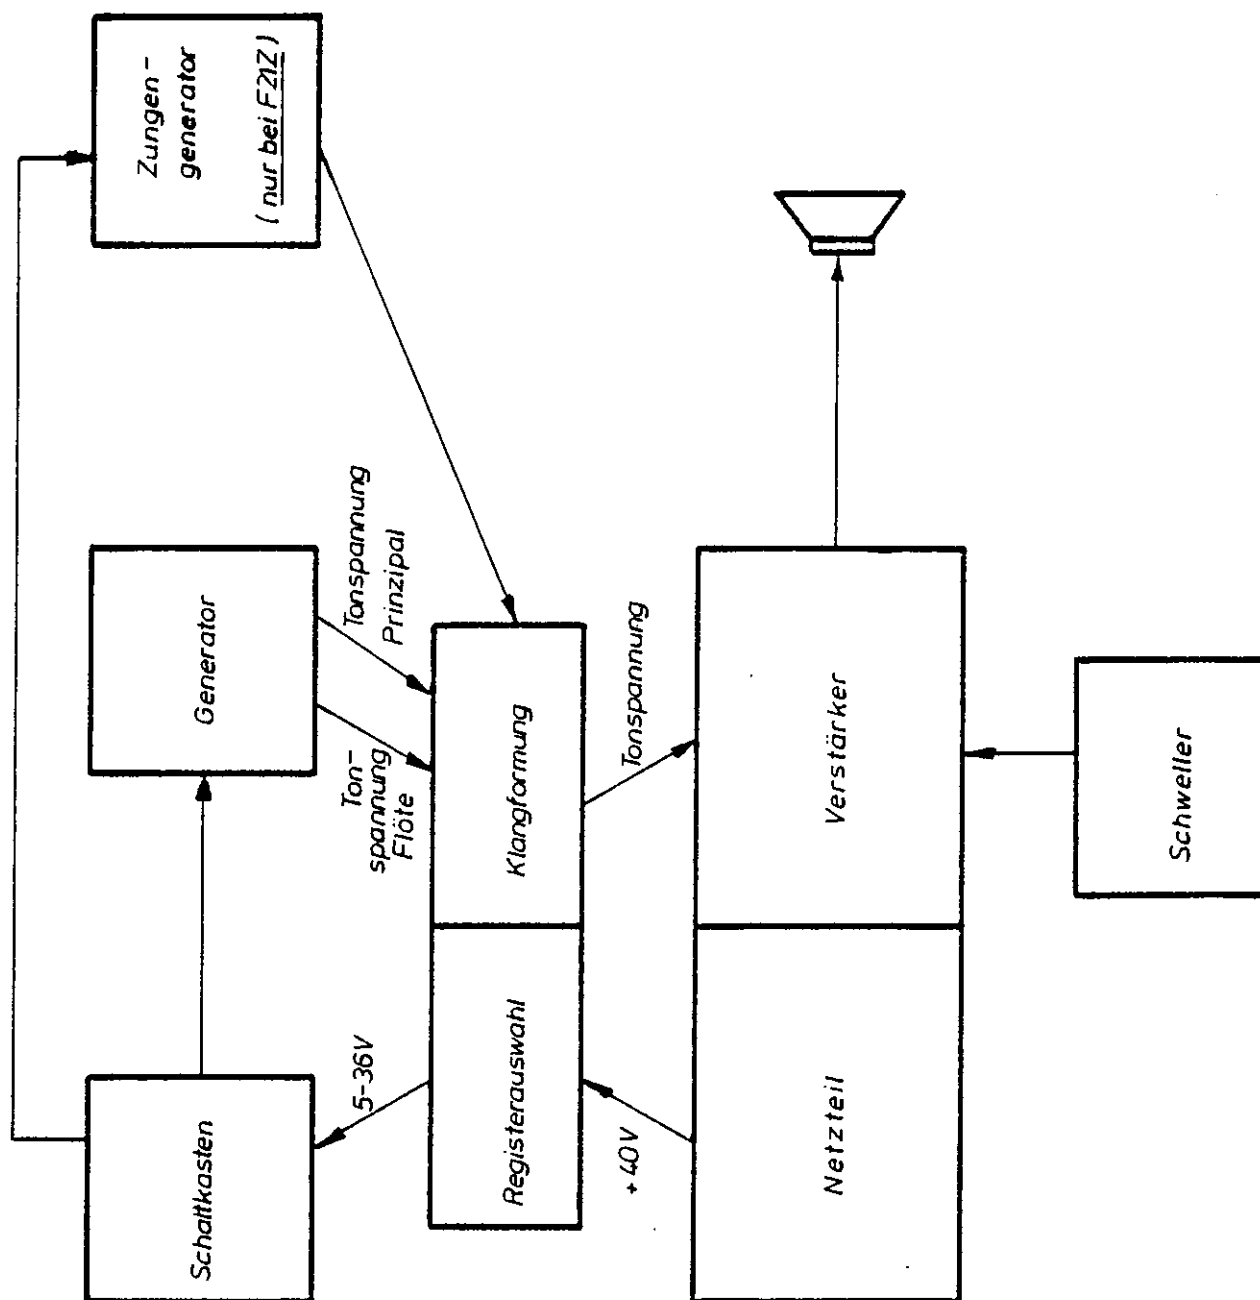 Zungen-
generator
(nur bei F21Z)
Generator
Schaltkasten
Tonspannung
Prinzipal
Ton-
spannung
Flöte
5-36V
Klangformung
Registerauswahl
Tonspannung
+40V
Verstärker
Netzteil
Schweller